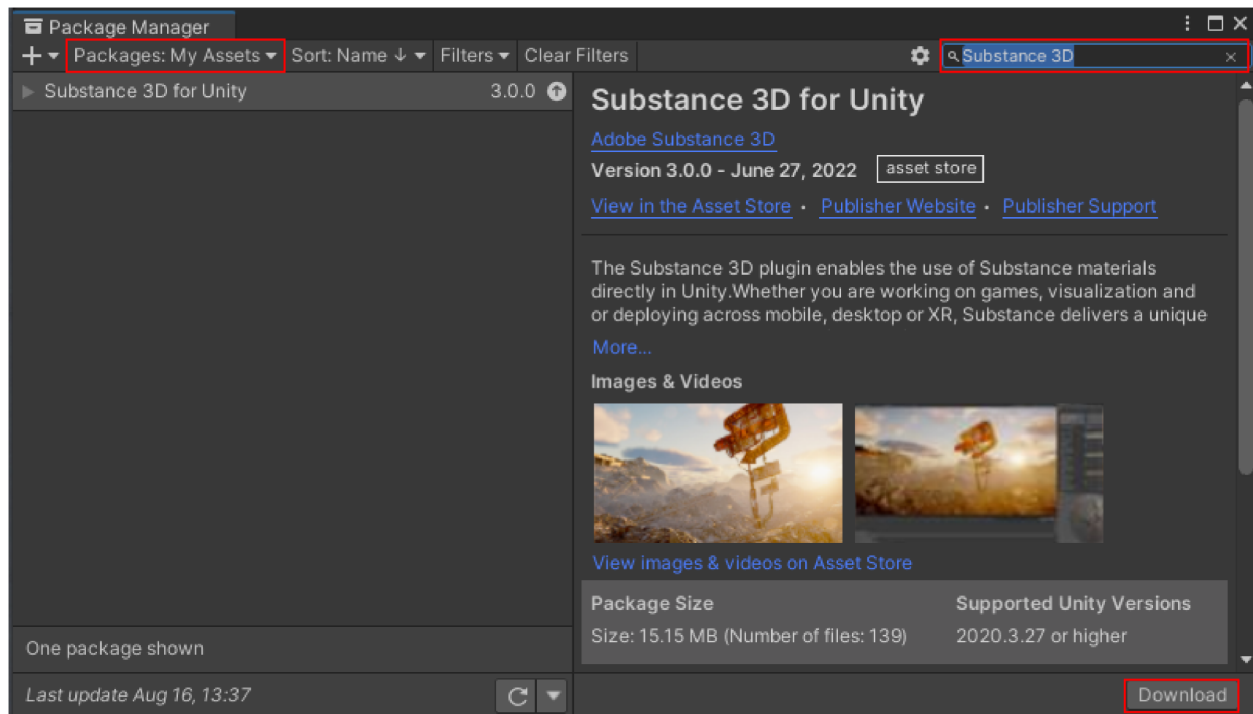 Package Manager
Packages: My Assets Sort: Name ↓ Filters Clear Filters Substance 3D
Substance 3D for Unity 3.0.0
One package shown
Last update Aug 16, 13:37
Substance 3D for Unity
Adobe Substance 3D
Version 3.0.0 - June 27, 2022 asset store
View in the Asset Store • Publisher Website • Publisher Support
The Substance 3D plugin enables the use of Substance materials
directly in Unity.Whether you are working on games, visualization and
or deploying across mobile, desktop or XR, Substance delivers a unique
More...
Images & Videos
View images & videos on Asset Store
Package Size Supported Unity Versions
Size: 15.15 MB (Number of files: 139) 2020.3.27 or higher
Download